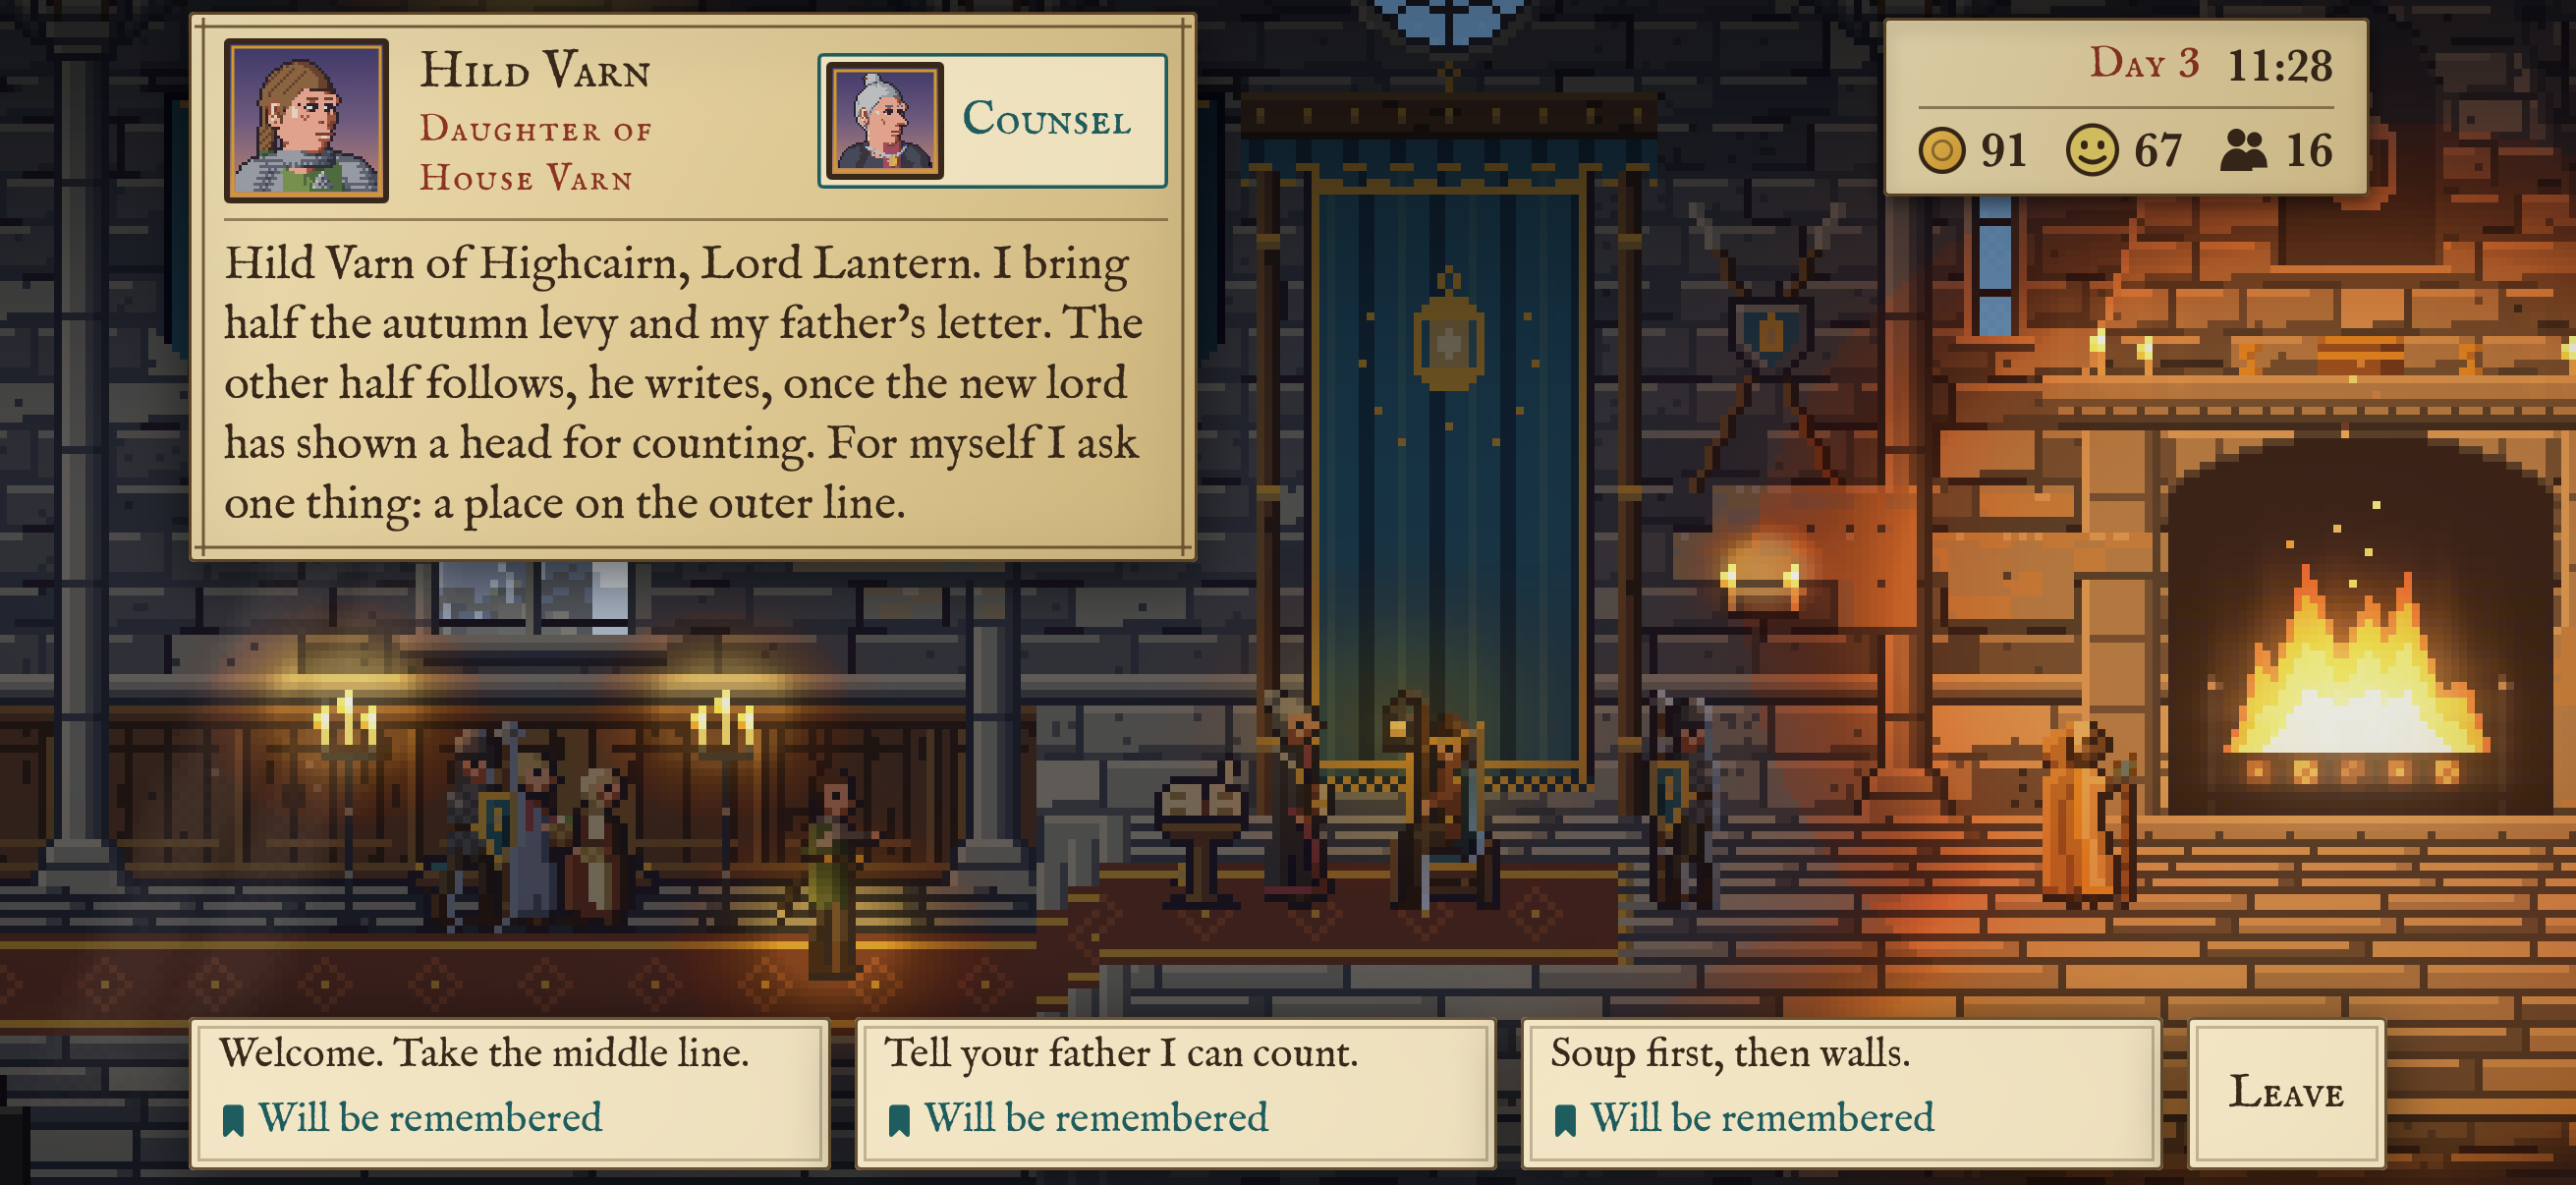 Hild Varn
Daughter of
House Varn
Counsel
Hild Varn of Highcairn, Lord Lantern. I bring
half the autumn levy and my father’s letter. The
other half follows, he writes, once the new lord
has shown a head for counting. For myself I ask
one thing: a place on the outer line.
Day 3 11:28
91 67 16
Welcome. Take the middle line.
Will be remembered
Tell your father I can count.
Will be remembered
Soup first, then walls.
Will be remembered
Leave